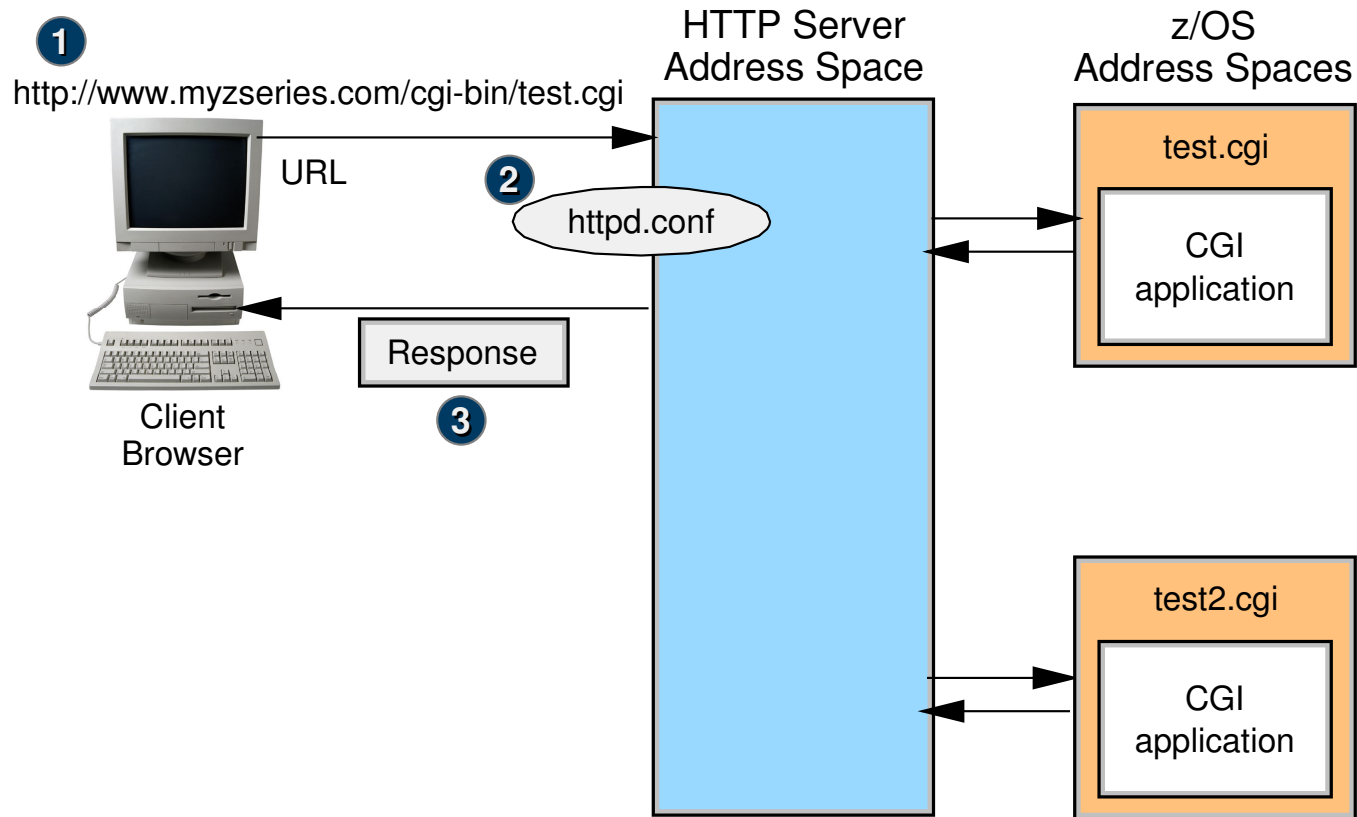 1
http://www.myzseries.com/cgi-bin/test.cgi
HTTP Server
Address Space
z/OS
Address Spaces
URL
2
httpd.conf
test.cgi
CGI
application
Response
3
Client
Browser
test2.cgi
CGI
application